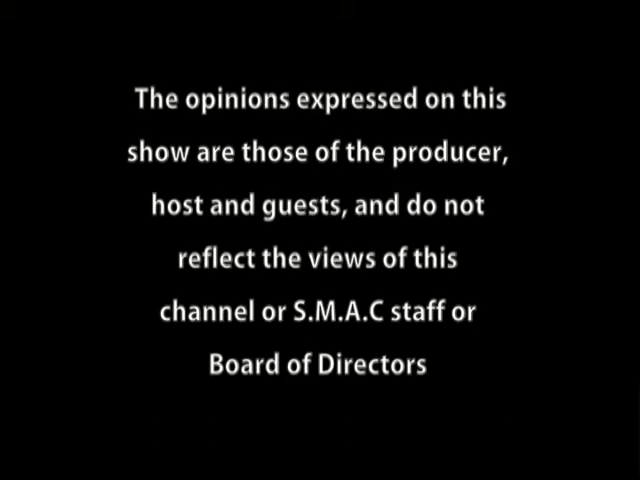 The opinions expressed on this
show are those of the producer,
host and guests, and do not
reflect the views of this
channel or S.M.A.C staff or
Board of Directors